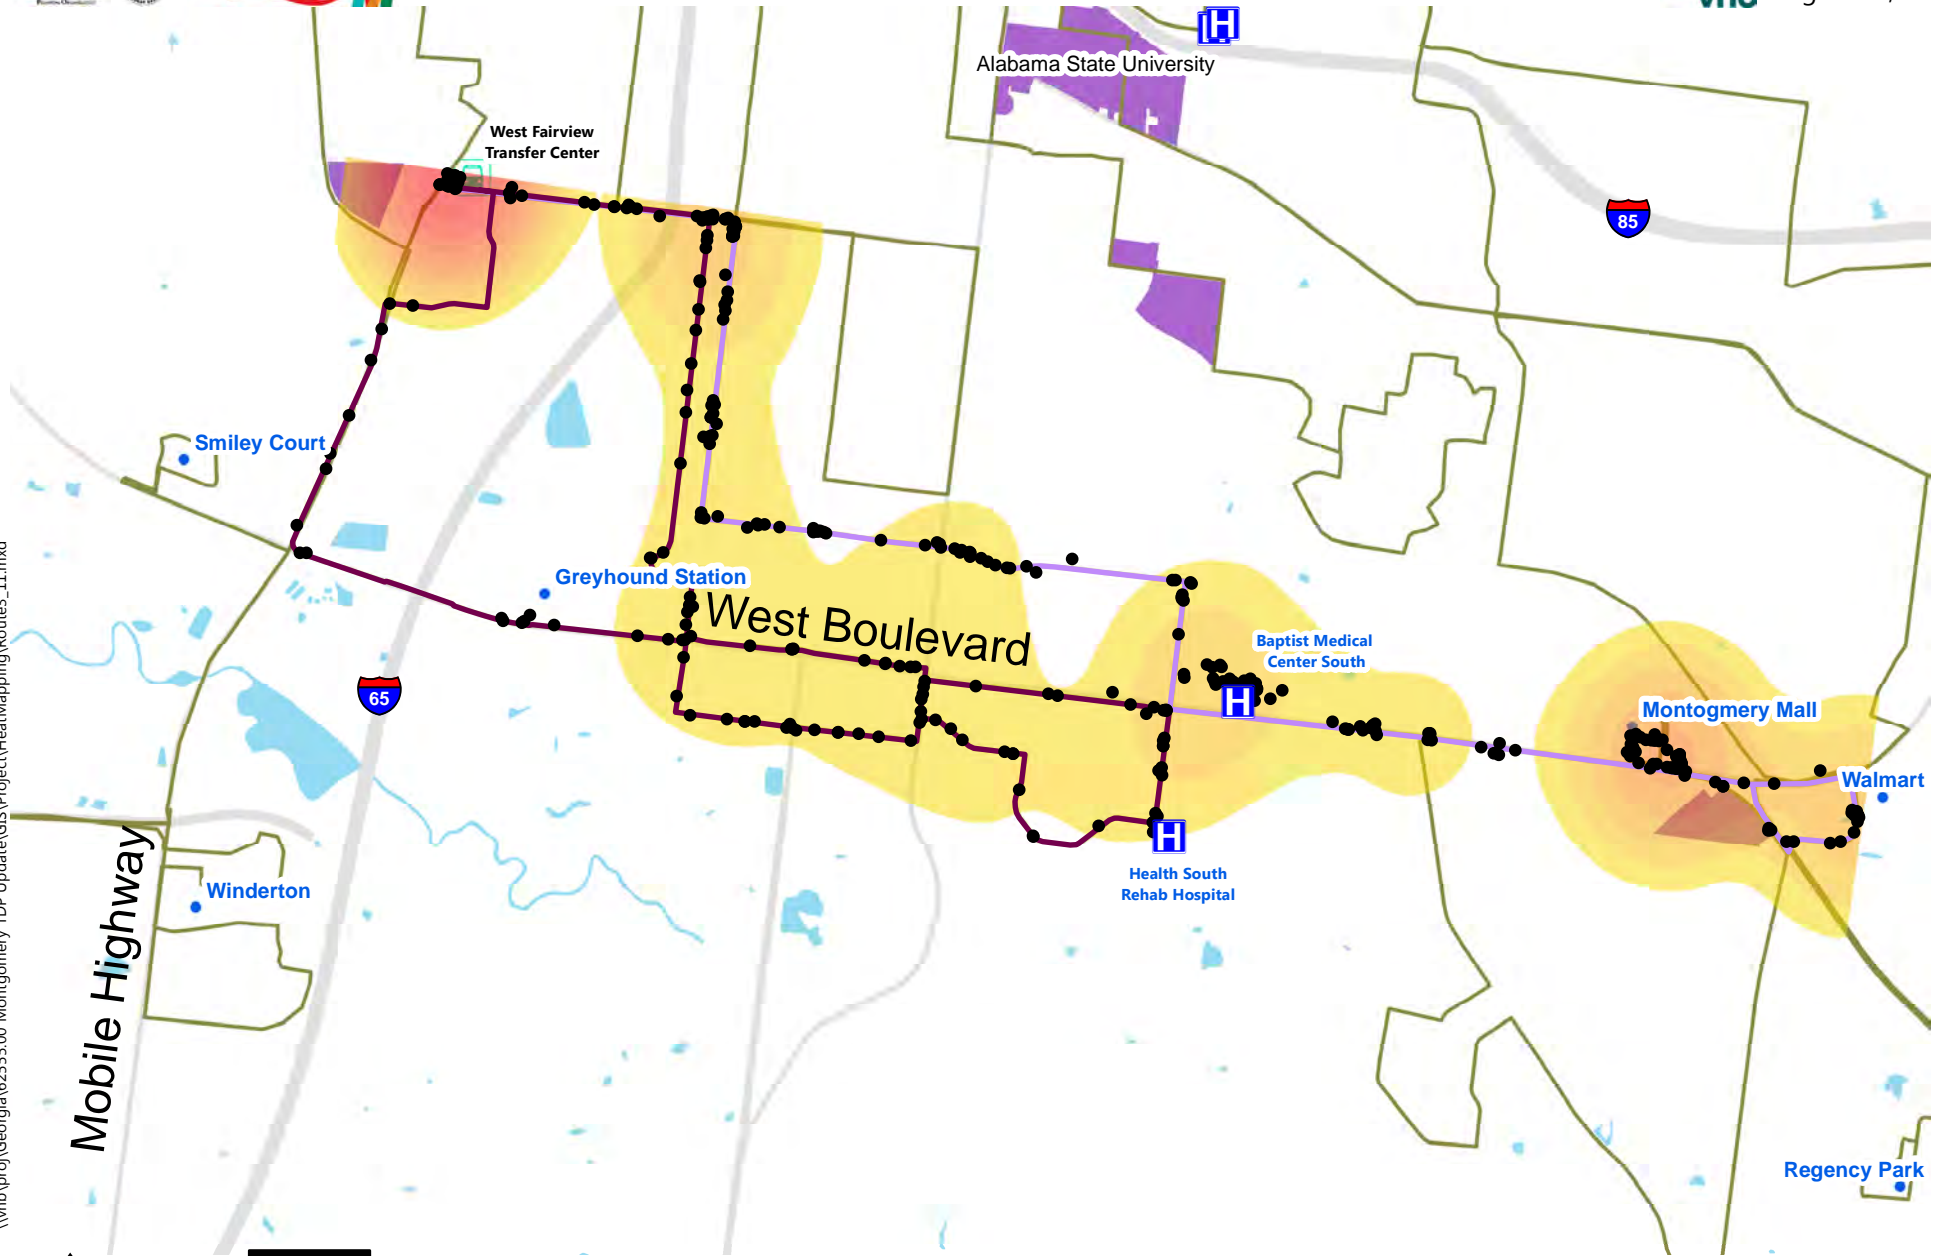 Alabama State University
West Fairview
Transfer Center
85
Smiley Court
Greyhound Station
West Boulevard
Baptist Medical
Center South
65
Montogmery Mall
Walmart
Health South
Rehab Hospital
Winderton
Mobile Highway
Regency Park
H
H
H